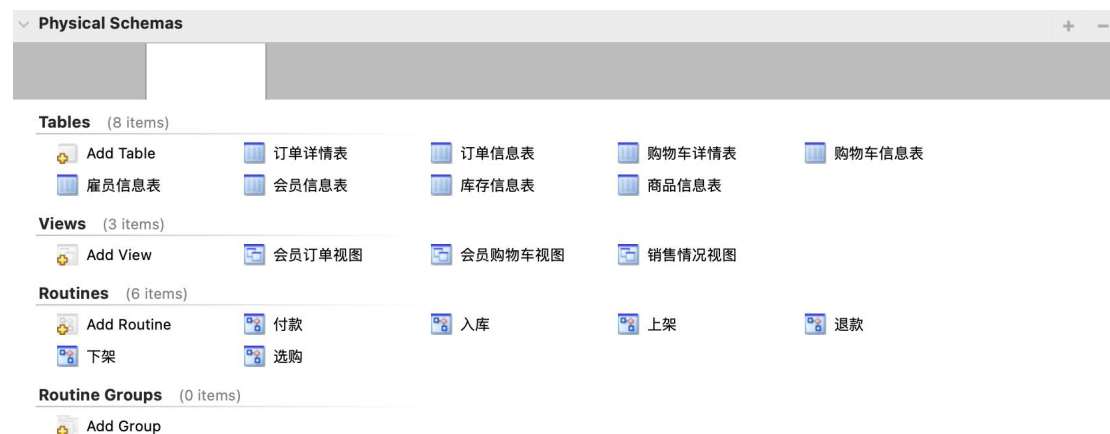 Physical Schemas
Tables (8 items)
Add Table 订单详情表 订单信息表 购物车详情表 购物车信息表
雇员信息表 会员信息表 库存信息表 商品信息表
Views (3 items)
Add View 会员订单视图 会员购物车视图 销售情况视图
Routines (6 items)
Add Routine 付款 入库 上架 退款
下架 选购
Routine Groups (0 items)
Add Group